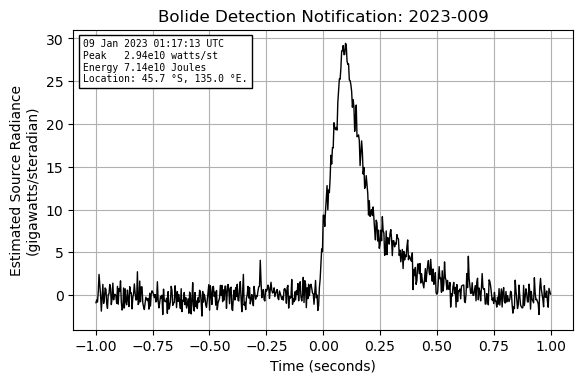 Bolide Detection Notification: 2023-009
09 Jan 2023 01:17:13 UTC
Peak   2.94e10 watts/st
Energy 7.14e10 Joules
Location: 45.7 °S, 135.0 °E.
Estimated Source Radiance
(gigawatts/steradian)
30
25
20
15
10
5
0
−1.00 −0.75 −0.50 −0.25 0.00 0.25 0.50 0.75 1.00
Time (seconds)